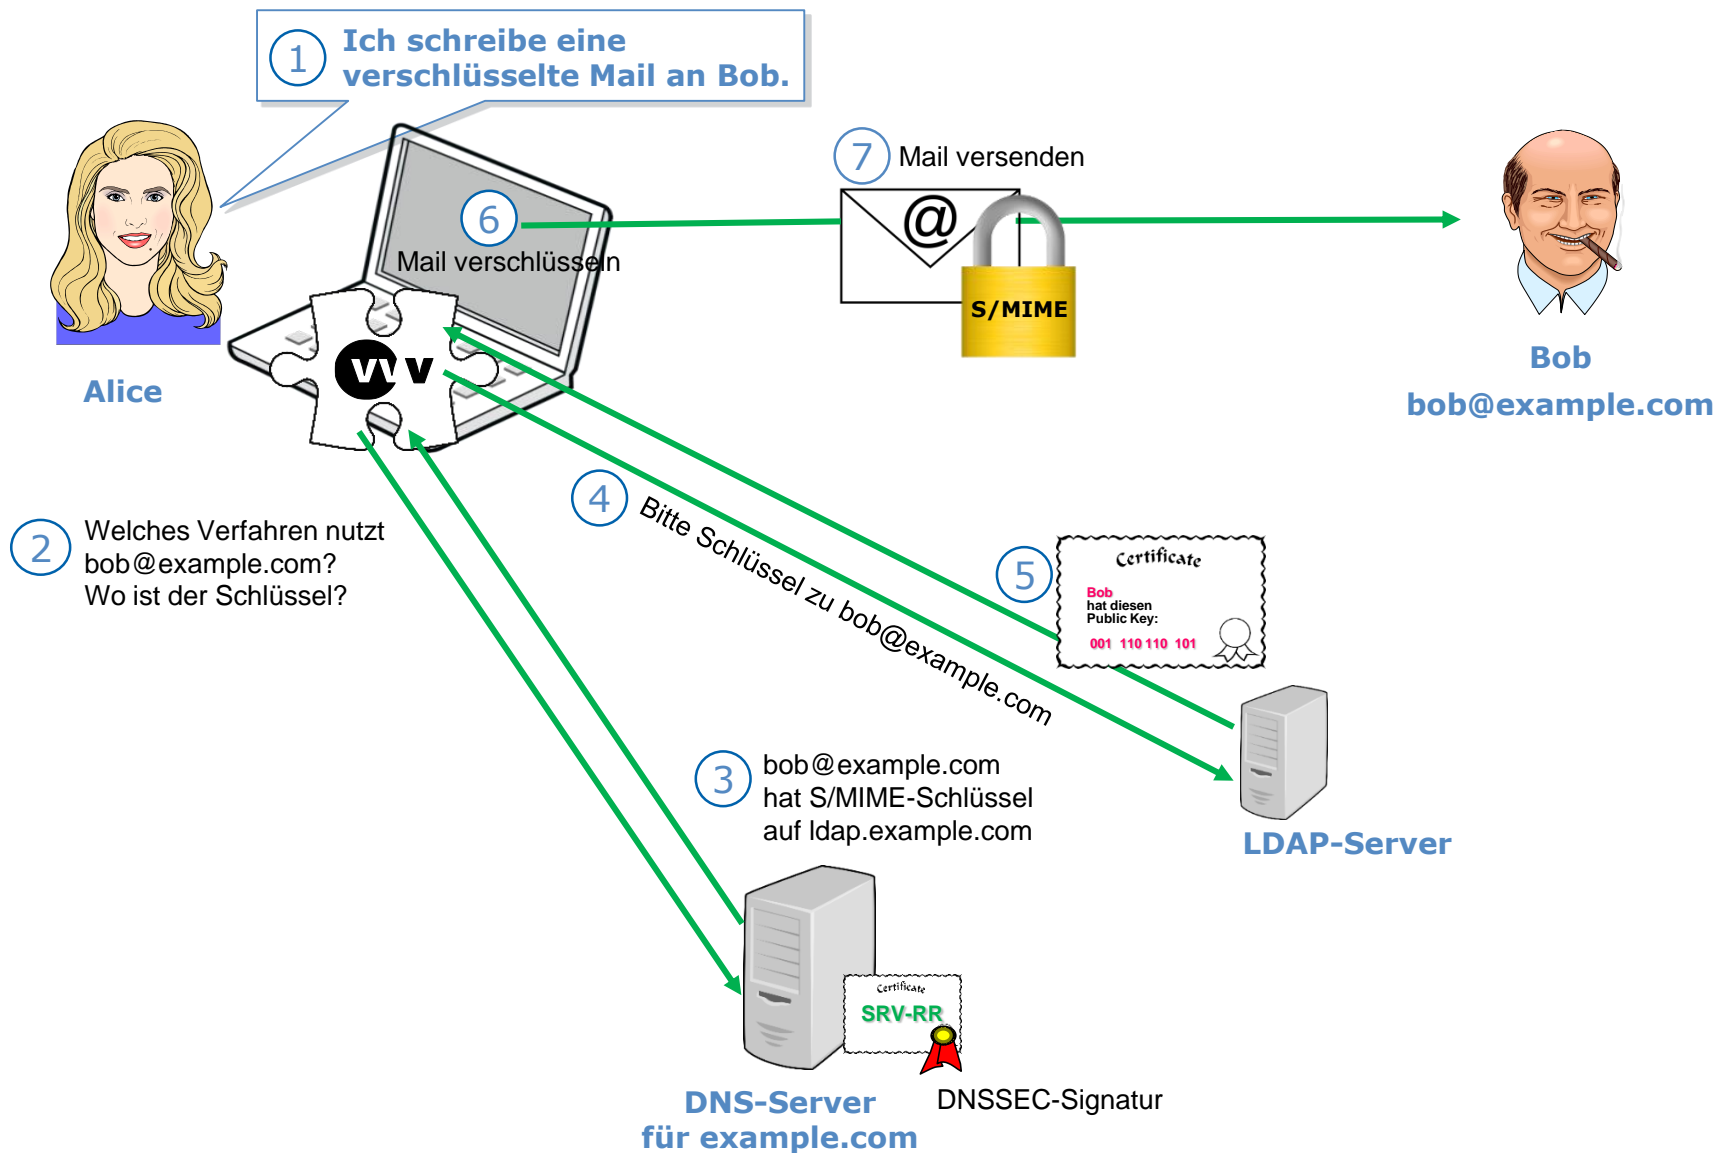 1
Ich schreibe eine
verschlüsselte Mail an Bob.
7
Mail versenden
@
6
Mail verschlüsseln
S/MIME
Alice
Bob
bob@example.com
vvv
2
Welches Verfahren nutzt
bob@example.com?
Wo ist der Schlüssel?
4
Bitte Schlüssel zu bob@example.com
5
Certificate
Bob
hat diesen
Public Key:
001 110 110 101
3
bob@example.com
hat S/MIME-Schlüssel
auf ldap.example.com
LDAP-Server
Certificate
SRV-RR
DNSSEC-Signatur
DNS-Server
für example.com